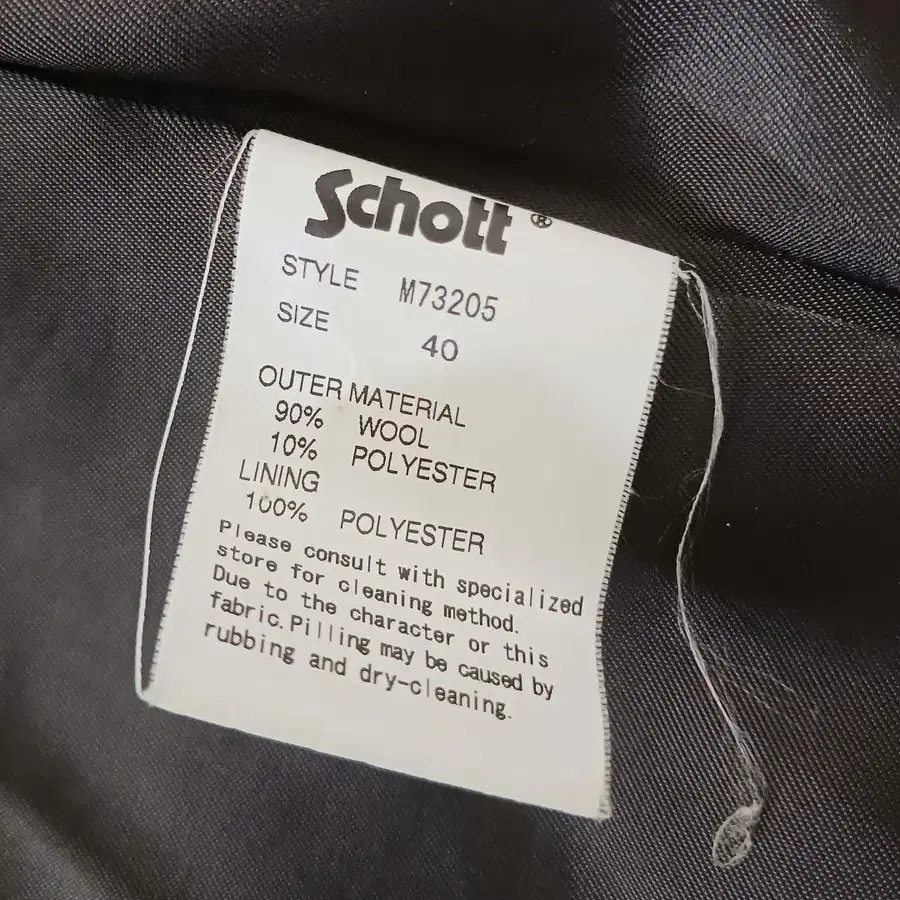 Schott®
STYLE M73205
SIZE 40
OUTER MATERIAL
90% WOOL
10% POLYESTER
LINING
100% POLYESTER
Please consult with specialized
store for cleaning method.
Due to the character or this
fabric.Pilling may be caused by
rubbing and dry-cleaning.